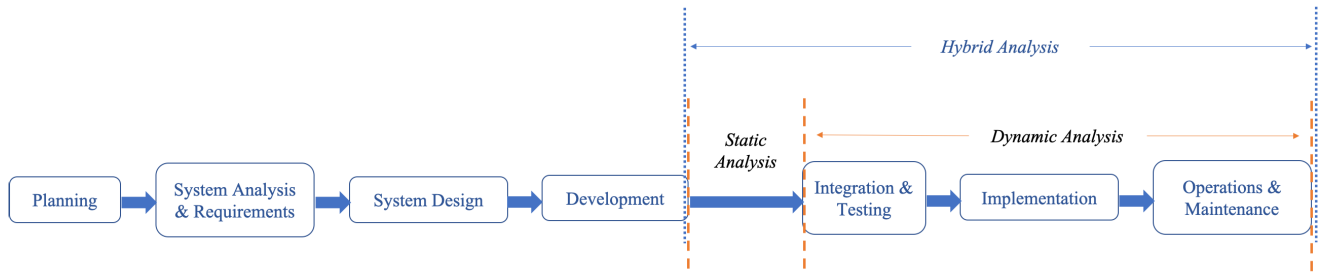 Hybrid Analysis
Static
Analysis
Dynamic Analysis
Planning
System Analysis
& Requirements
System Design
Development
Integration &
Testing
Implementation
Operations &
Maintenance